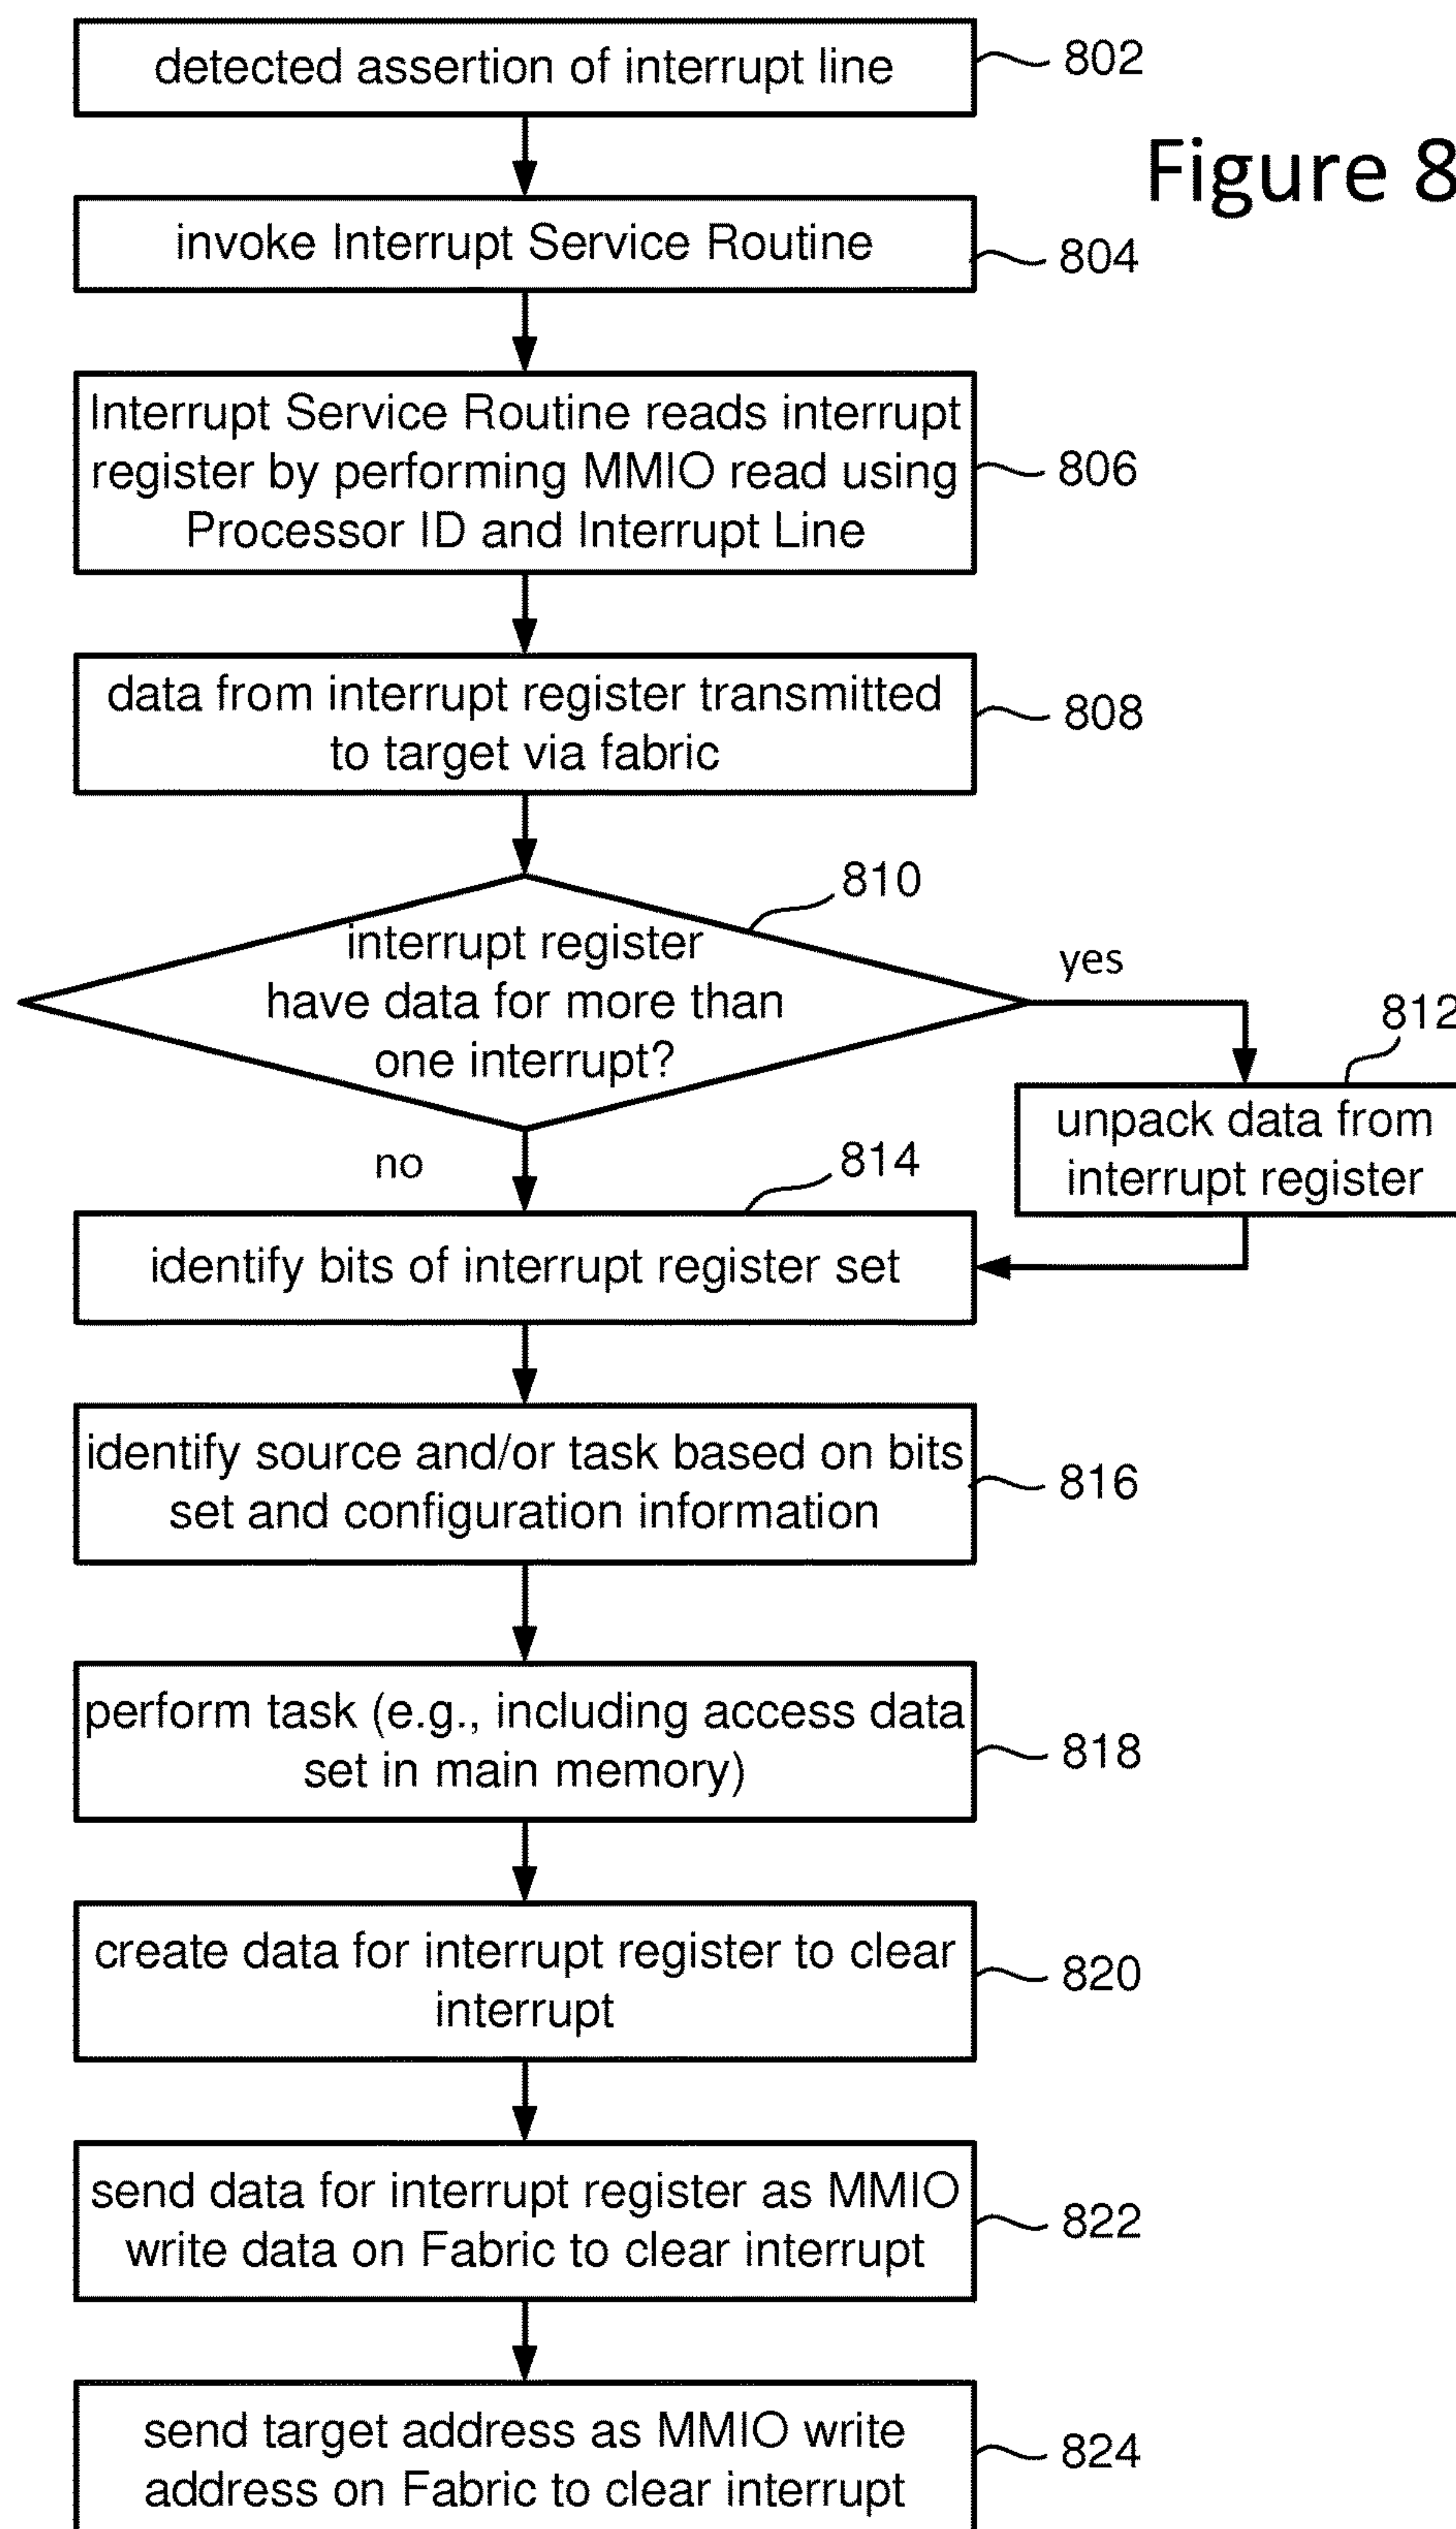 detected assertion of interrupt line
802
Figure 8
invoke Interrupt Service Routine
804
Interrupt Service Routine reads interrupt
register by performing MMIO read using
Processor ID and Interrupt Line
806
data from interrupt register transmitted
to target via fabric
808
810
interrupt register
have data for more than
one interrupt?
yes
812
unpack data from
interrupt register
no
814
identify bits of interrupt register set
identify source and/or task based on bits
set and configuration information
816
perform task (e.g., including access data
set in main memory)
818
create data for interrupt register to clear
interrupt
820
send data for interrupt register as MMIO
write data on Fabric to clear interrupt
822
send target address as MMIO write
address on Fabric to clear interrupt
824